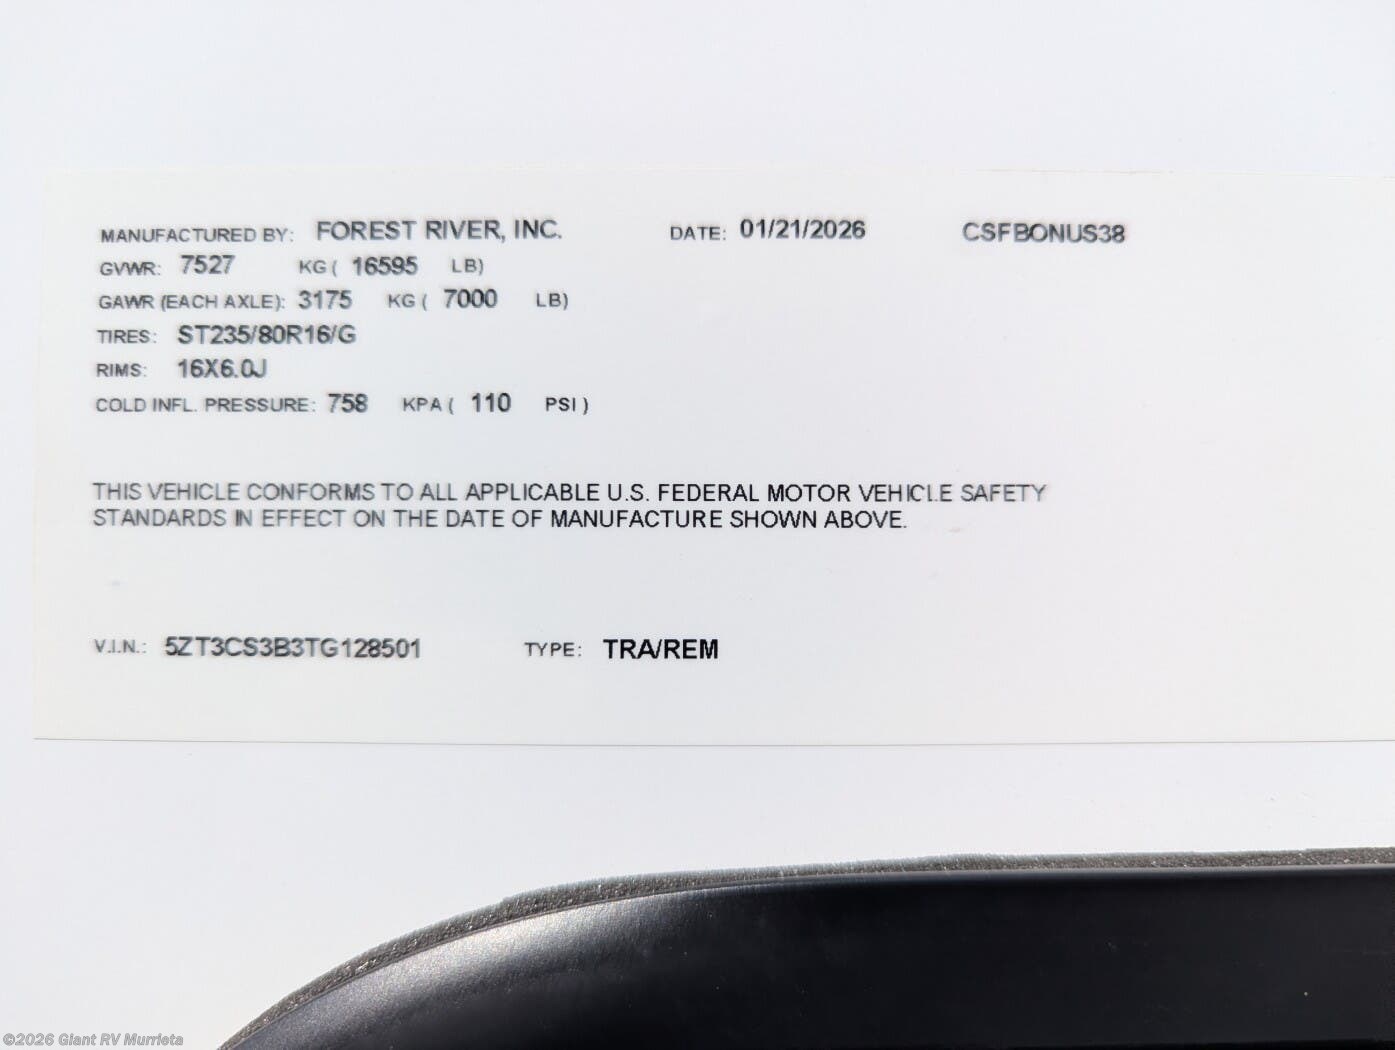 MANUFACTURED BY: FOREST RIVER, INC. DATE: 01/21/2026 CSFBONUS38
GVWR: 7527 KG ( 16595 LB)
GAWR (EACH AXLE): 3175 KG ( 7000 LB)
TIRES: ST235/80R16/G
RIMS: 16X6.0J
COLD INFL. PRESSURE: 758 KPA ( 110 PSI )
THIS VEHICLE CONFORMS TO ALL APPLICABLE U.S. FEDERAL MOTOR VEHICLE SAFETY
STANDARDS IN EFFECT ON THE DATE OF MANUFACTURE SHOWN ABOVE.
V.I.N.: 5ZT3CS3B3TG128501 TYPE: TRA/REM
©2026 Giant RV Murrieta